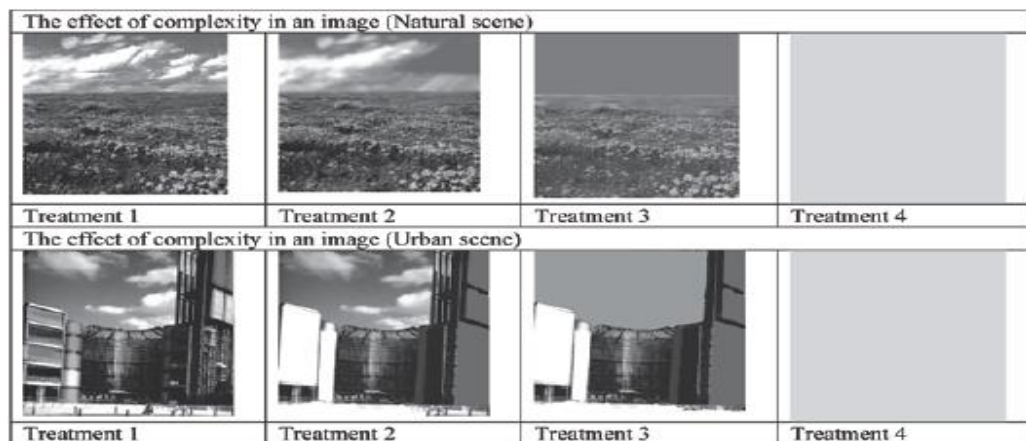 The effect of complexity in an image (Natural scene)
Treatment 1 Treatment 2 Treatment 3 Treatment 4
The effect of complexity in an image (Urban scene)
Treatment 1 Treatment 2 Treatment 3 Treatment 4